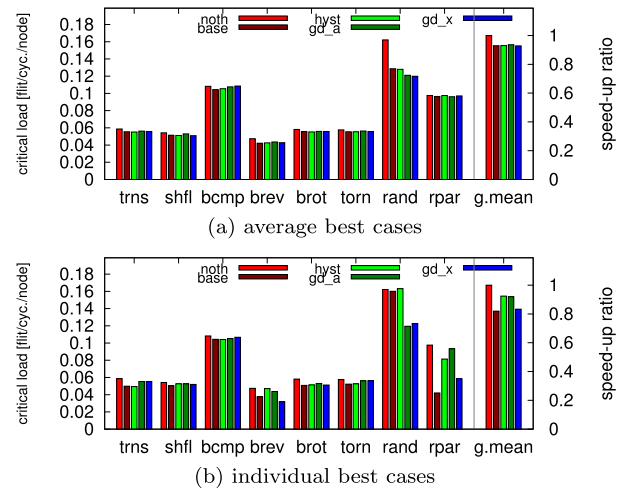 critical load [flit/cyc./node]
0.18
0.16
0.14
0.12
0.1
0.08
0.06
0.04
0.02
0
noth hyst gd_x
base gd_a
1
0.8
0.6
0.4
0.2
0
speed-up ratio
trns shfl bcmp brev brot torn rand rpar g.mean
(a) average best cases
critical load [flit/cyc./node]
0.18
0.16
0.14
0.12
0.1
0.08
0.06
0.04
0.02
0
noth hyst gd_x
base gd_a
1
0.8
0.6
0.4
0.2
0
speed-up ratio
trns shfl bcmp brev brot torn rand rpar g.mean
(b) individual best cases